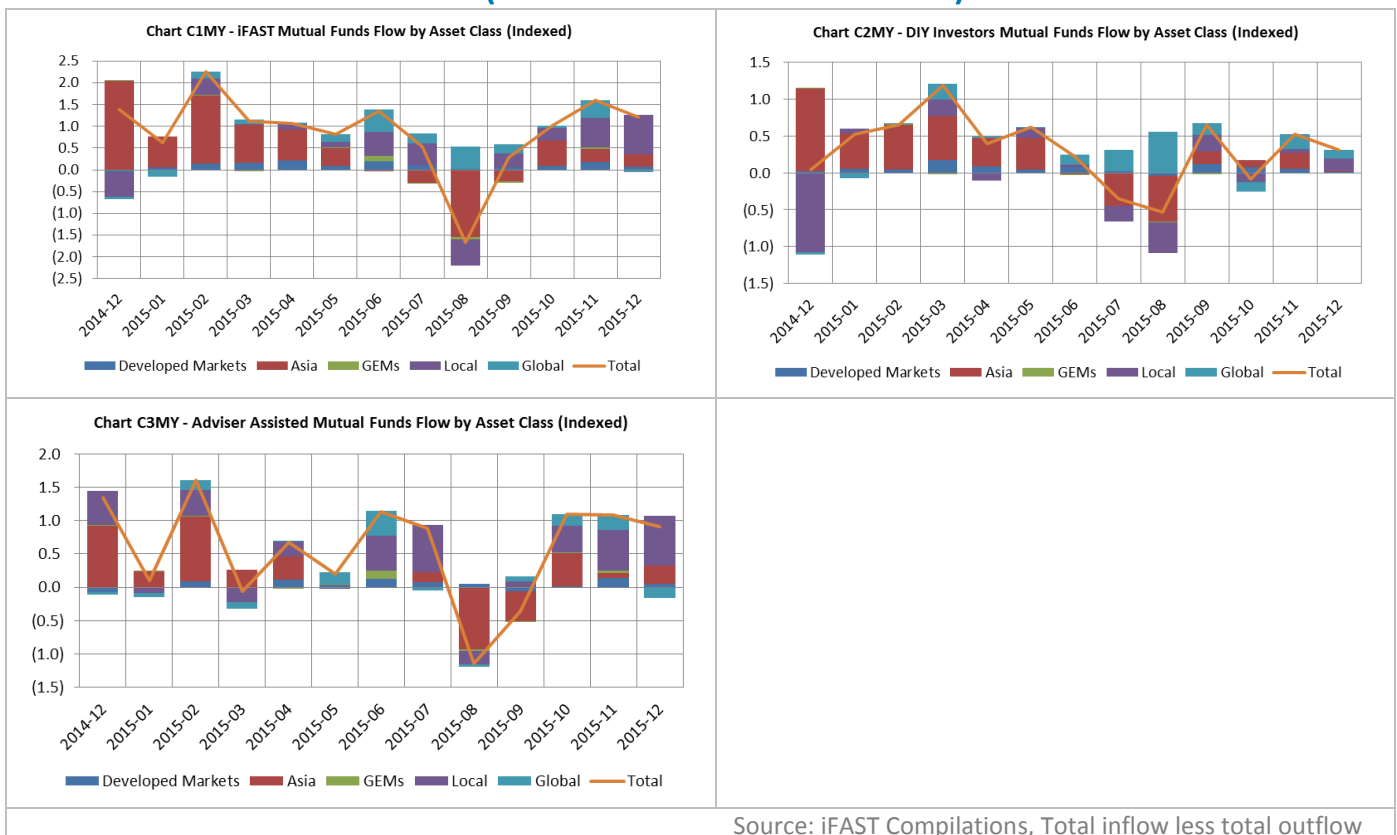 Chart C1MY - iFAST Mutual Funds Flow by Asset Class (Indexed)
2.5
2.0
1.5
1.0
0.5
0.0
(0.5)
(1.0)
(1.5)
(2.0)
(2.5)
2014-12 2015-01 2015-02 2015-03 2015-04 2015-05 2015-06 2015-07 2015-08 2015-09 2015-10 2015-11 2015-12
Developed Markets Asia GEMs Local Global Total
Chart C2MY - DIY Investors Mutual Funds Flow by Asset Class (Indexed)
1.5
1.0
0.5
0.0
(0.5)
(1.0)
(1.5)
2014-12 2015-01 2015-02 2015-03 2015-04 2015-05 2015-06 2015-07 2015-08 2015-09 2015-10 2015-11 2015-12
Developed Markets Asia GEMs Local Global Total
Chart C3MY - Adviser Assisted Mutual Funds Flow by Asset Class (Indexed)
2.0
1.5
1.0
0.5
0.0
(0.5)
(1.0)
(1.5)
2014-12 2015-01 2015-02 2015-03 2015-04 2015-05 2015-06 2015-07 2015-08 2015-09 2015-10 2015-11 2015-12
Developed Markets Asia GEMs Local Global Total
Source: iFAST Compilations, Total inflow less total outflow